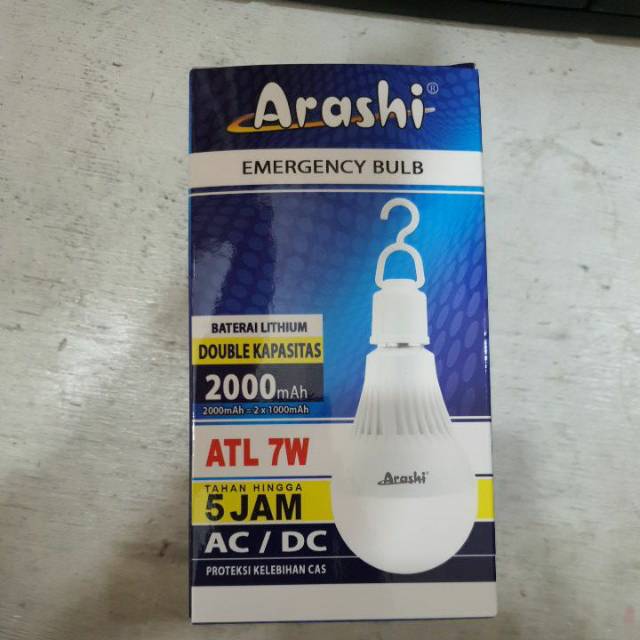 Arashi®
EMERGENCY BULB
BATERAI LITHIUM
DOUBLE KAPASITAS
2000mAh
2000mAh = 2 x 1000mAh
ATL 7W
TAHAN HINGGA
5 JAM
AC / DC
PROTEKSI KELEBIHAN CAS
Arashi®